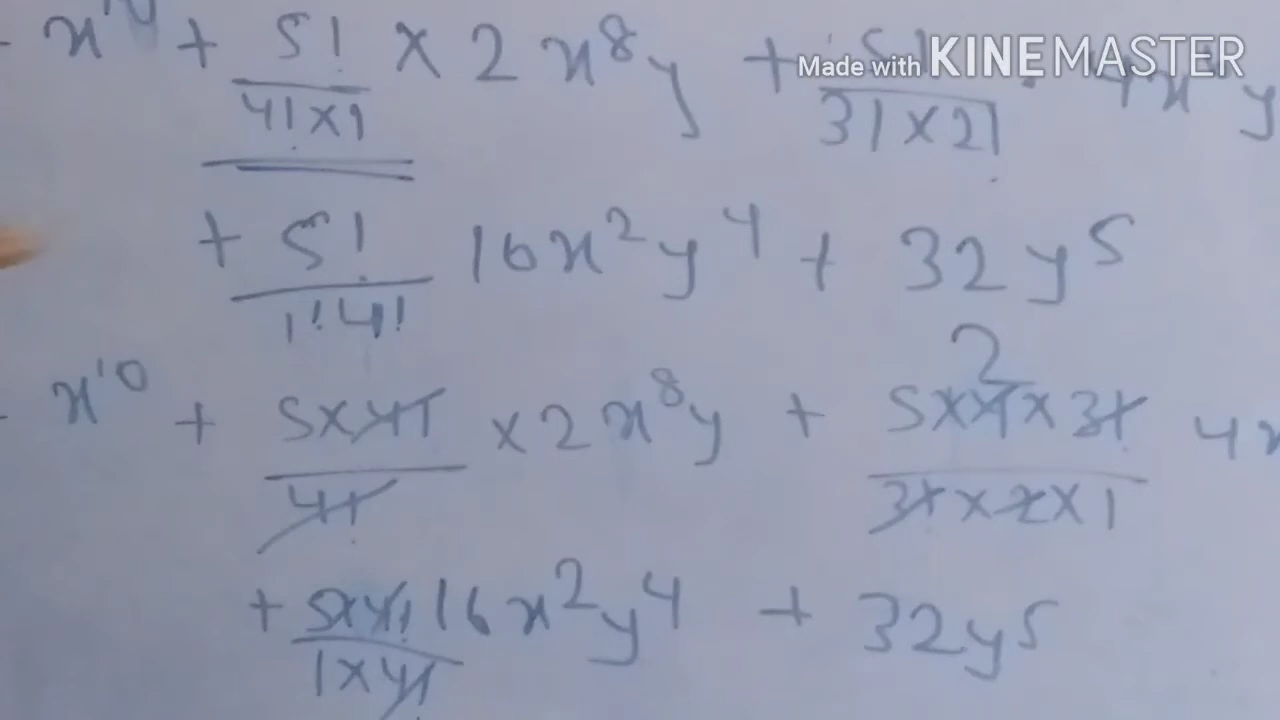 x¹⁰ + 5!/4!×1 × 2x⁸y + 5!/3!×2! · 4x y
Made with KINEMASTER
+ 5!/1!4! 16x²y⁴ + 32y⁵
x¹⁰ + 5×4!/4! × 2x⁸y + 5×4×3!/3!×2×1 4x
2
+ 5×4!/1×4! 16x²y⁴ + 32y⁵